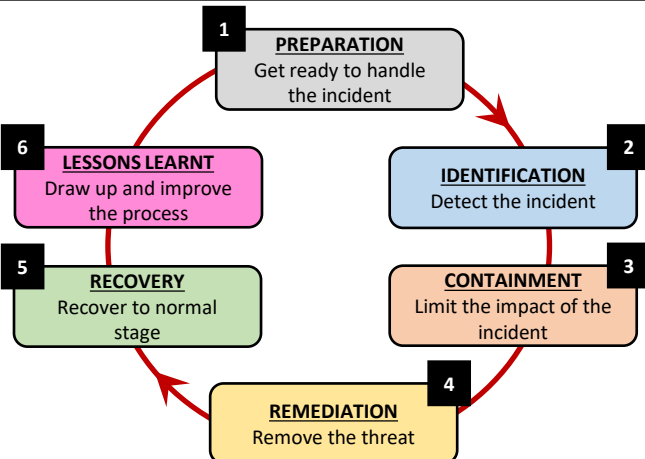 1
PREPARATION
Get ready to handle
the incident
2
IDENTIFICATION
Detect the incident
3
CONTAINMENT
Limit the impact of the
incident
4
REMEDIATION
Remove the threat
5
RECOVERY
Recover to normal
stage
6
LESSONS LEARNT
Draw up and improve
the process